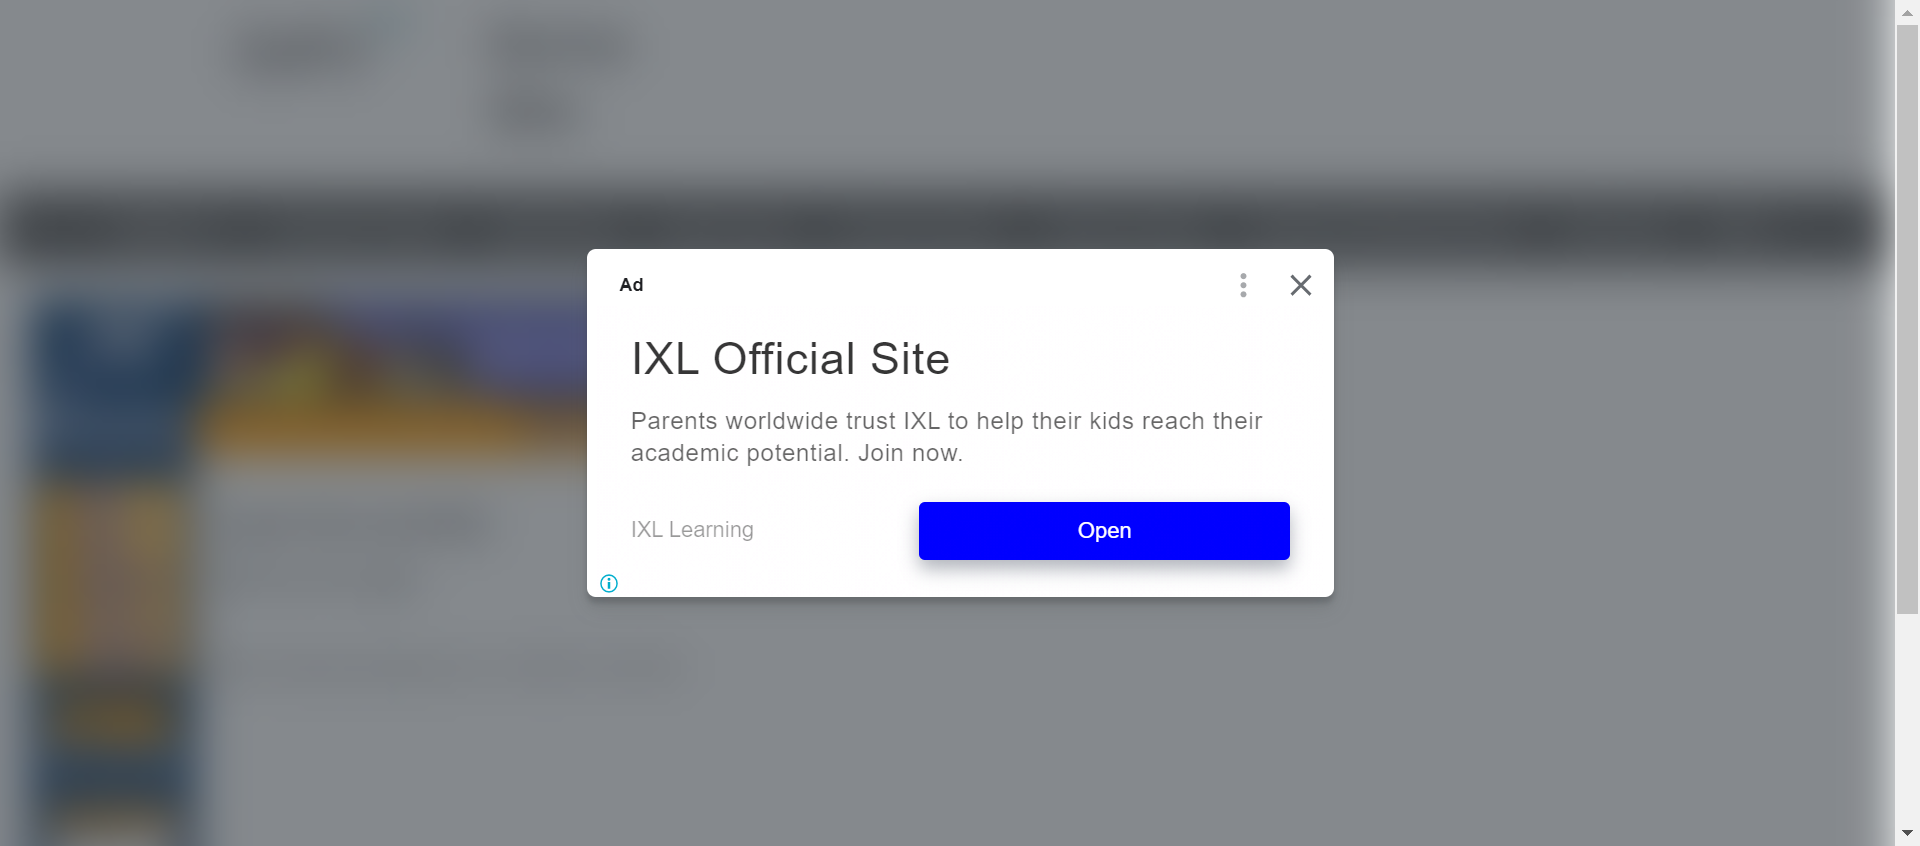 Ad
IXL Official Site
Parents worldwide trust IXL to help their kids reach their
academic potential. Join now.
IXL Learning
Open